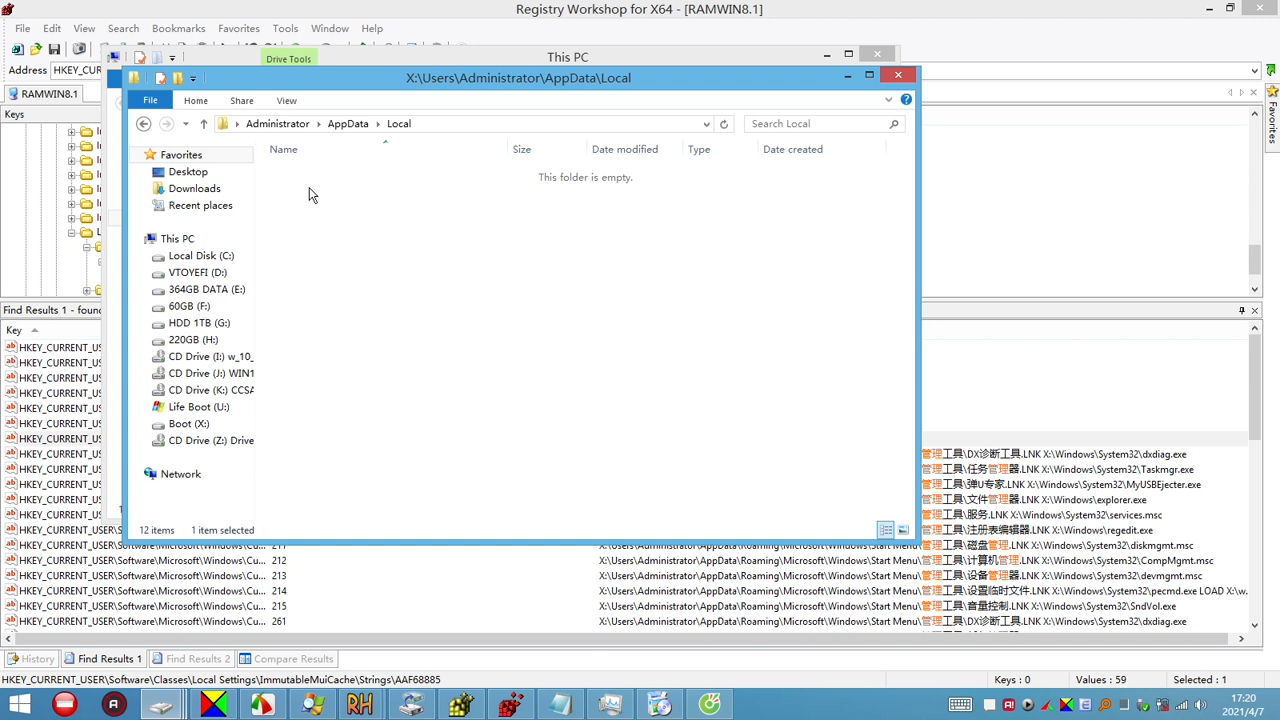 Registry Workshop for X64 - [RAMWIN8.1]
File Edit View Search Bookmarks Favorites Tools Window Help
Drive Tools This PC
Address HKEY_CUR
X:\Users\Administrator\AppData\Local
RAMWIN8.1
File Home Share View
Keys
Favorites
Administrator AppData Local Search Local
Name Size Date modified Type Date created
This folder is empty.
Favorites
Desktop
Downloads
Recent places
This PC
Local Disk (C:)
VTOYEFI (D:)
364GB DATA (E:)
60GB (F:)
HDD 1TB (G:)
220GB (H:)
CD Drive (I:) w_10_
CD Drive (J:) WIN1
CD Drive (K:) CCSA
Life Boot (U:)
Boot (X:)
CD Drive (Z:) Drive
Network
12 items 1 item selected
Find Results 1 - foun
Key
HKEY_CURRENT_US
HKEY_CURRENT_US
HKEY_CURRENT_US
HKEY_CURRENT_US
HKEY_CURRENT_US
HKEY_CURRENT_US
HKEY_CURRENT_US
HKEY_CURRENT_US 管理工具\DX诊断工具.LNK X:\Windows\System32\dxdiag.exe
HKEY_CURRENT_US 管理工具\任务管理器.LNK X:\Windows\System32\Taskmgr.exe
HKEY_CURRENT_US 管理工具\弹U专家.LNK X:\Windows\System32\MyUSBEjecter.exe
HKEY_CURRENT_US 管理工具\文件管理器.LNK X:\Windows\explorer.exe
HKEY_CURRENT_US 管理工具\服务.LNK X:\Windows\System32\services.msc
HKEY_CURRENT_USER\Software\Microsoft\Windows\Cu... 管理工具\注册表编辑器.LNK X:\Windows\regedit.exe
HKEY_CURRENT_USER\Software\Microsoft\Windows\Cu... 211 X:\Users\Administrator\AppData\Roaming\Microsoft\Windows\Start Menu\管理工具\磁盘管理.LNK X:\Windows\System32\diskmgmt.msc
HKEY_CURRENT_USER\Software\Microsoft\Windows\Cu... 212 X:\Users\Administrator\AppData\Roaming\Microsoft\Windows\Start Menu\管理工具\计算机管理.LNK X:\Windows\System32\CompMgmt.msc
HKEY_CURRENT_USER\Software\Microsoft\Windows\Cu... 213 X:\Users\Administrator\AppData\Roaming\Microsoft\Windows\Start Menu\管理工具\设备管理器.LNK X:\Windows\System32\devmgmt.msc
HKEY_CURRENT_USER\Software\Microsoft\Windows\Cu... 214 X:\Users\Administrator\AppData\Roaming\Microsoft\Windows\Start Menu\管理工具\设置临时文件.LNK X:\Windows\System32\pecmd.exe LOAD X:\w...
HKEY_CURRENT_USER\Software\Microsoft\Windows\Cu... 215 X:\Users\Administrator\AppData\Roaming\Microsoft\Windows\Start Menu\管理工具\音量控制.LNK X:\Windows\System32\SndVol.exe
HKEY_CURRENT_USER\Software\Microsoft\Windows\Cu... 261 X:\Users\Administrator\AppData\Roaming\Microsoft\Windows\Start Menu\管理工具\DX诊断工具.LNK X:\Windows\System32\dxdiag.exe
History Find Results 1 Find Results 2 Compare Results
HKEY_CURRENT_USER\Software\Classes\Local Settings\ImmutableMuiCache\Strings\AAF68885 Keys : 0 Values : 59 Selected : 1
RH
17:20
2021/4/7